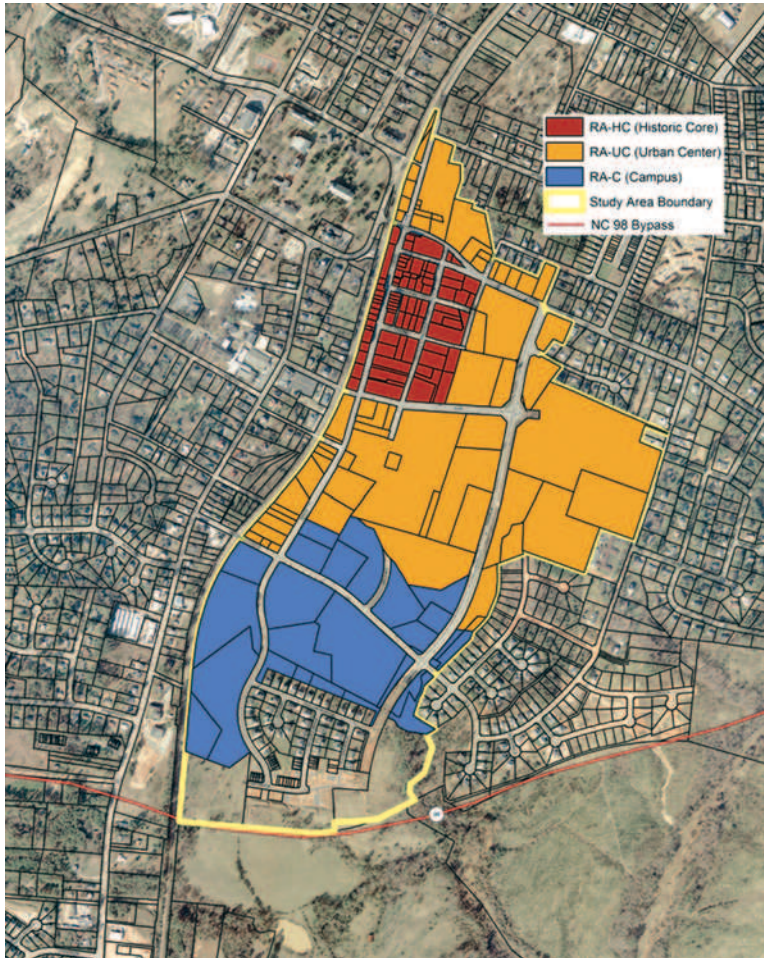 RA-HC (Historic Core)
RA-UC (Urban Center)
RA-C (Campus)
Study Area Boundary
NC 98 Bypass